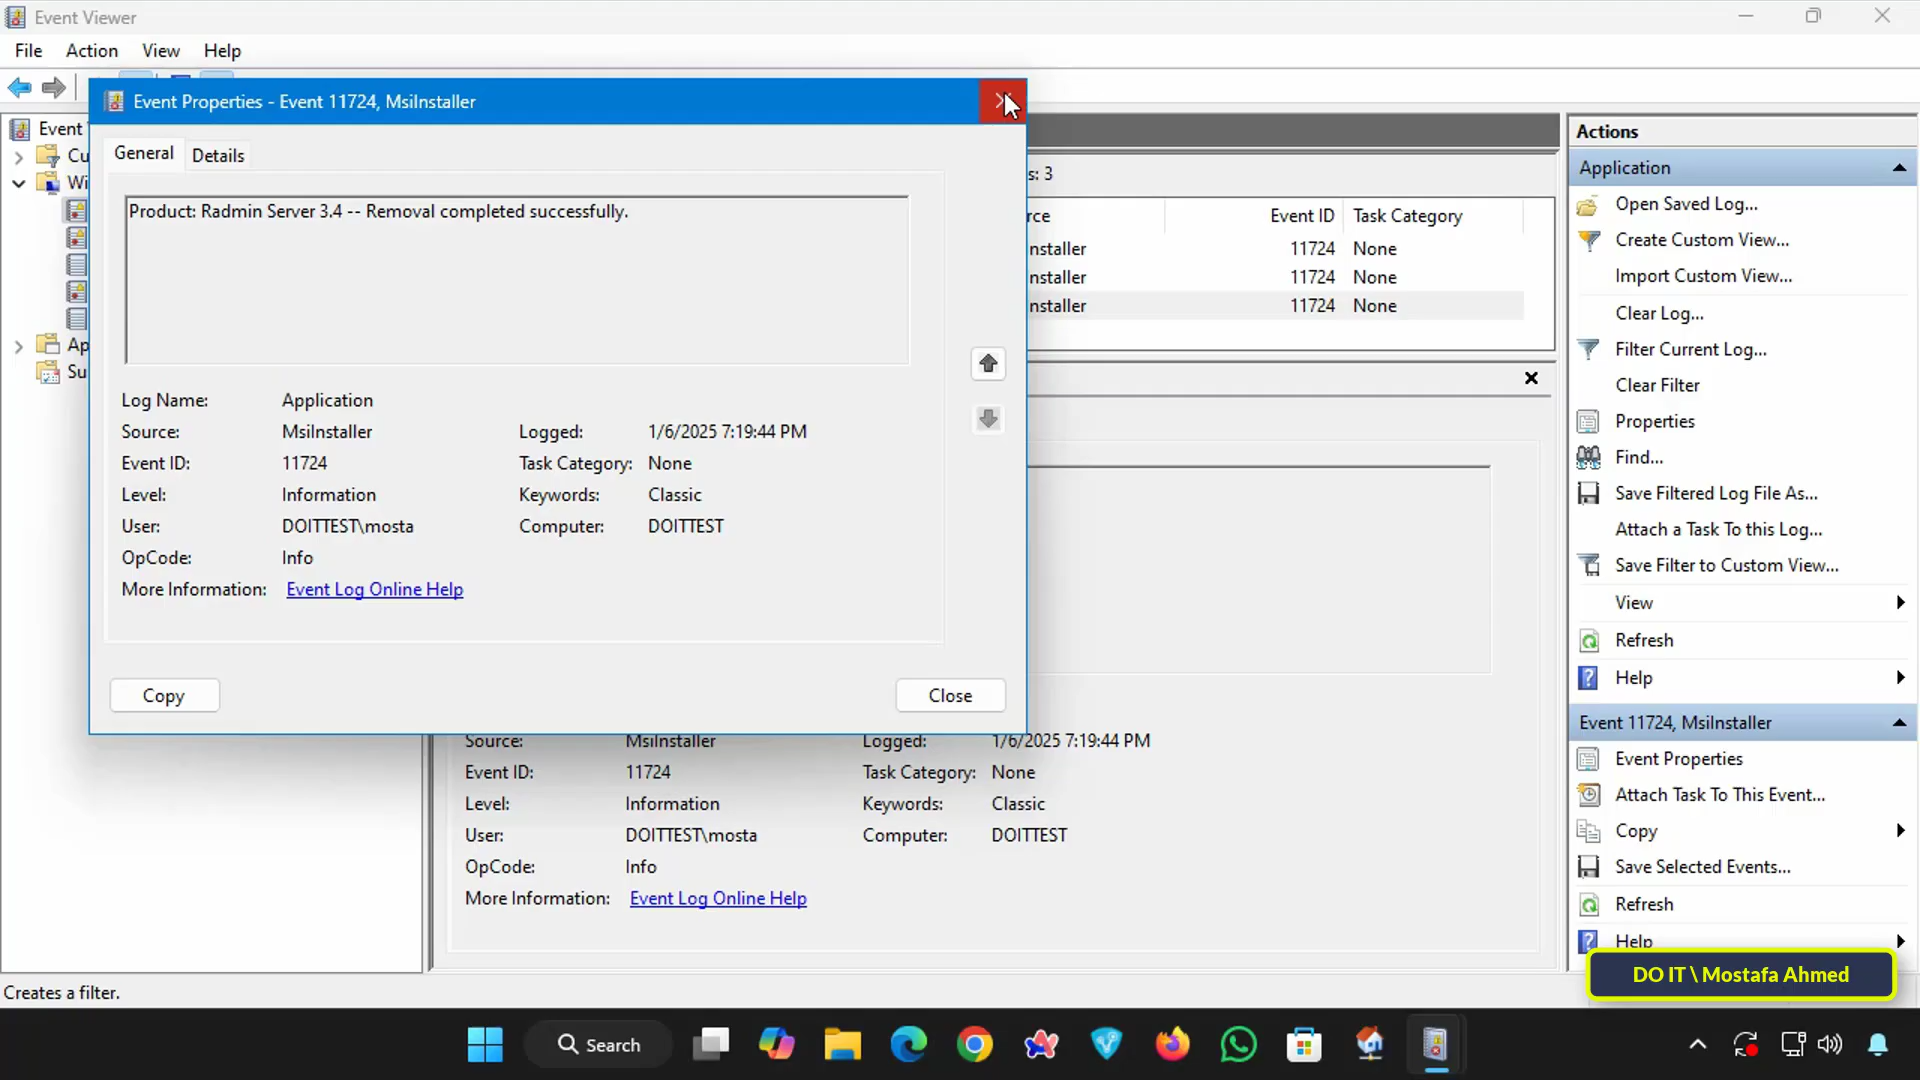 Event Viewer
File Action View Help
Event Properties - Event 11724, MsiInstaller
General Details
Product: Radmin Server 3.4 -- Removal completed successfully.
Log Name: Application
Source: MsiInstaller Logged: 1/6/2025 7:19:44 PM
Event ID: 11724 Task Category: None
Level: Information Keywords: Classic
User: DOITTEST\mosta Computer: DOITTEST
OpCode: Info
More Information: Event Log Online Help
Copy Close
Event
Cu
Wi
Ap
Su
s: 3
rce Event ID Task Category
nstaller 11724 None
nstaller 11724 None
nstaller 11724 None
Source: MsiInstaller Logged: 1/6/2025 7:19:44 PM
Event ID: 11724 Task Category: None
Level: Information Keywords: Classic
User: DOITTEST\mosta Computer: DOITTEST
OpCode: Info
More Information: Event Log Online Help
Actions
Application
Open Saved Log...
Create Custom View...
Import Custom View...
Clear Log...
Filter Current Log...
Clear Filter
Properties
Find...
Save Filtered Log File As...
Attach a Task To this Log...
Save Filter to Custom View...
View
Refresh
Help
Event 11724, MsiInstaller
Event Properties
Attach Task To This Event...
Copy
Save Selected Events...
Refresh
Help
DO IT \ Mostafa Ahmed
Creates a filter.
Search